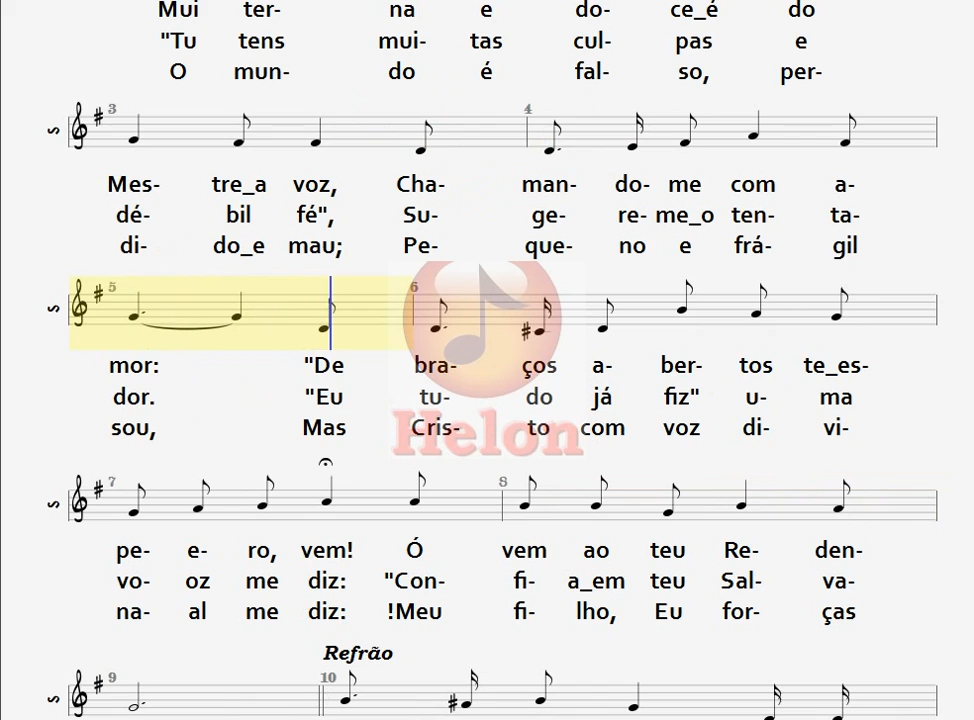 Mui ter- na e do- ce_é do
"Tu tens mui- tas cul- pas e
O mun- do é fal- so, per-
3 4
S
Mes- tre_a voz, Cha- man- do- me com a-
dé- bil fé", Su- ge- re- me_o ten- ta-
di- do_e mau; Pe- que- no e frá- gil
5 6
S
mor: "De bra- ços a- ber- tos te_es-
dor. "Eu tu- do já fiz" u- ma
sou, Mas Cris- to com voz di- vi-
Helon
7 8
S
pe- e- ro, vem! Ó vem ao teu Re- den-
vo- oz me diz: "Con- fi- a_em teu Sal- va-
na- al me diz: !Meu fi- lho, Eu for- ças
Refrão
9 10
S